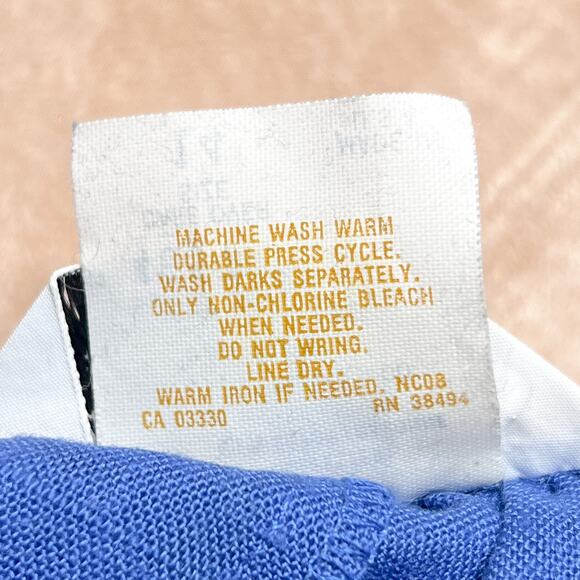 MACHINE WASH WARM
DURABLE PRESS CYCLE.
WASH DARKS SEPARATELY.
ONLY NON-CHLORINE BLEACH
WHEN NEEDED.
DO NOT WRING.
LINE DRY.
WARM IRON IF NEEDED. NC08
CA 03330 RN 38494